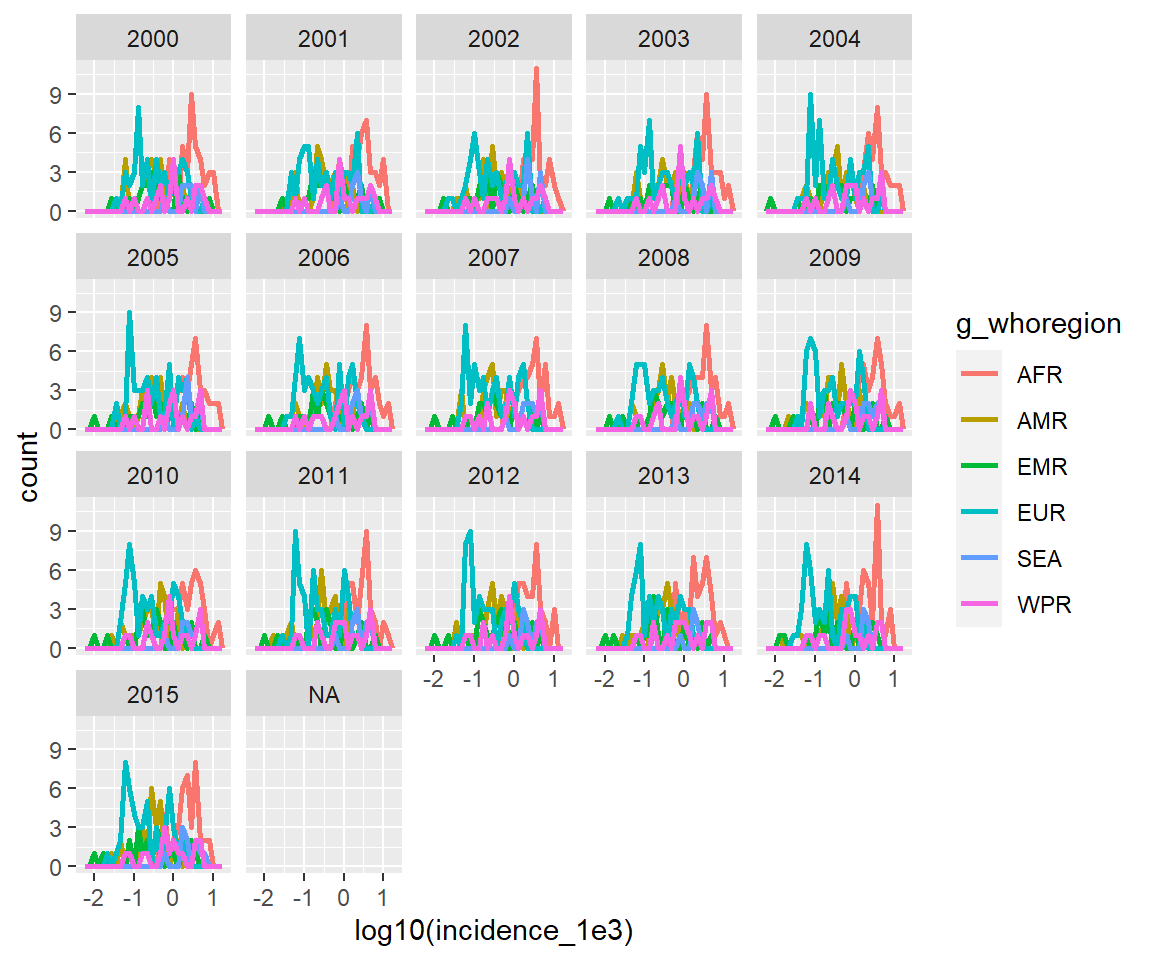 2000 2001 2002 2003 2004
9
6
3
0
2005 2006 2007 2008 2009
9
6
3
0
2010 2011 2012 2013 2014
9
6
3
0
-2 -1 0 1 -2 -1 0 1 -2 -1 0 1
2015 NA
9
6
3
0
-2 -1 0 1 -2 -1 0 1
log10(incidence_1e3)
count
g_whoregion
AFR
AMR
EMR
EUR
SEA
WPR